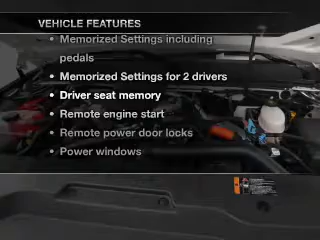 VEHICLE FEATURES
• Memorized Settings including
pedals
• Memorized Settings for 2 drivers
• Driver seat memory
• Remote engine start
• Remote power door locks
• Power windows